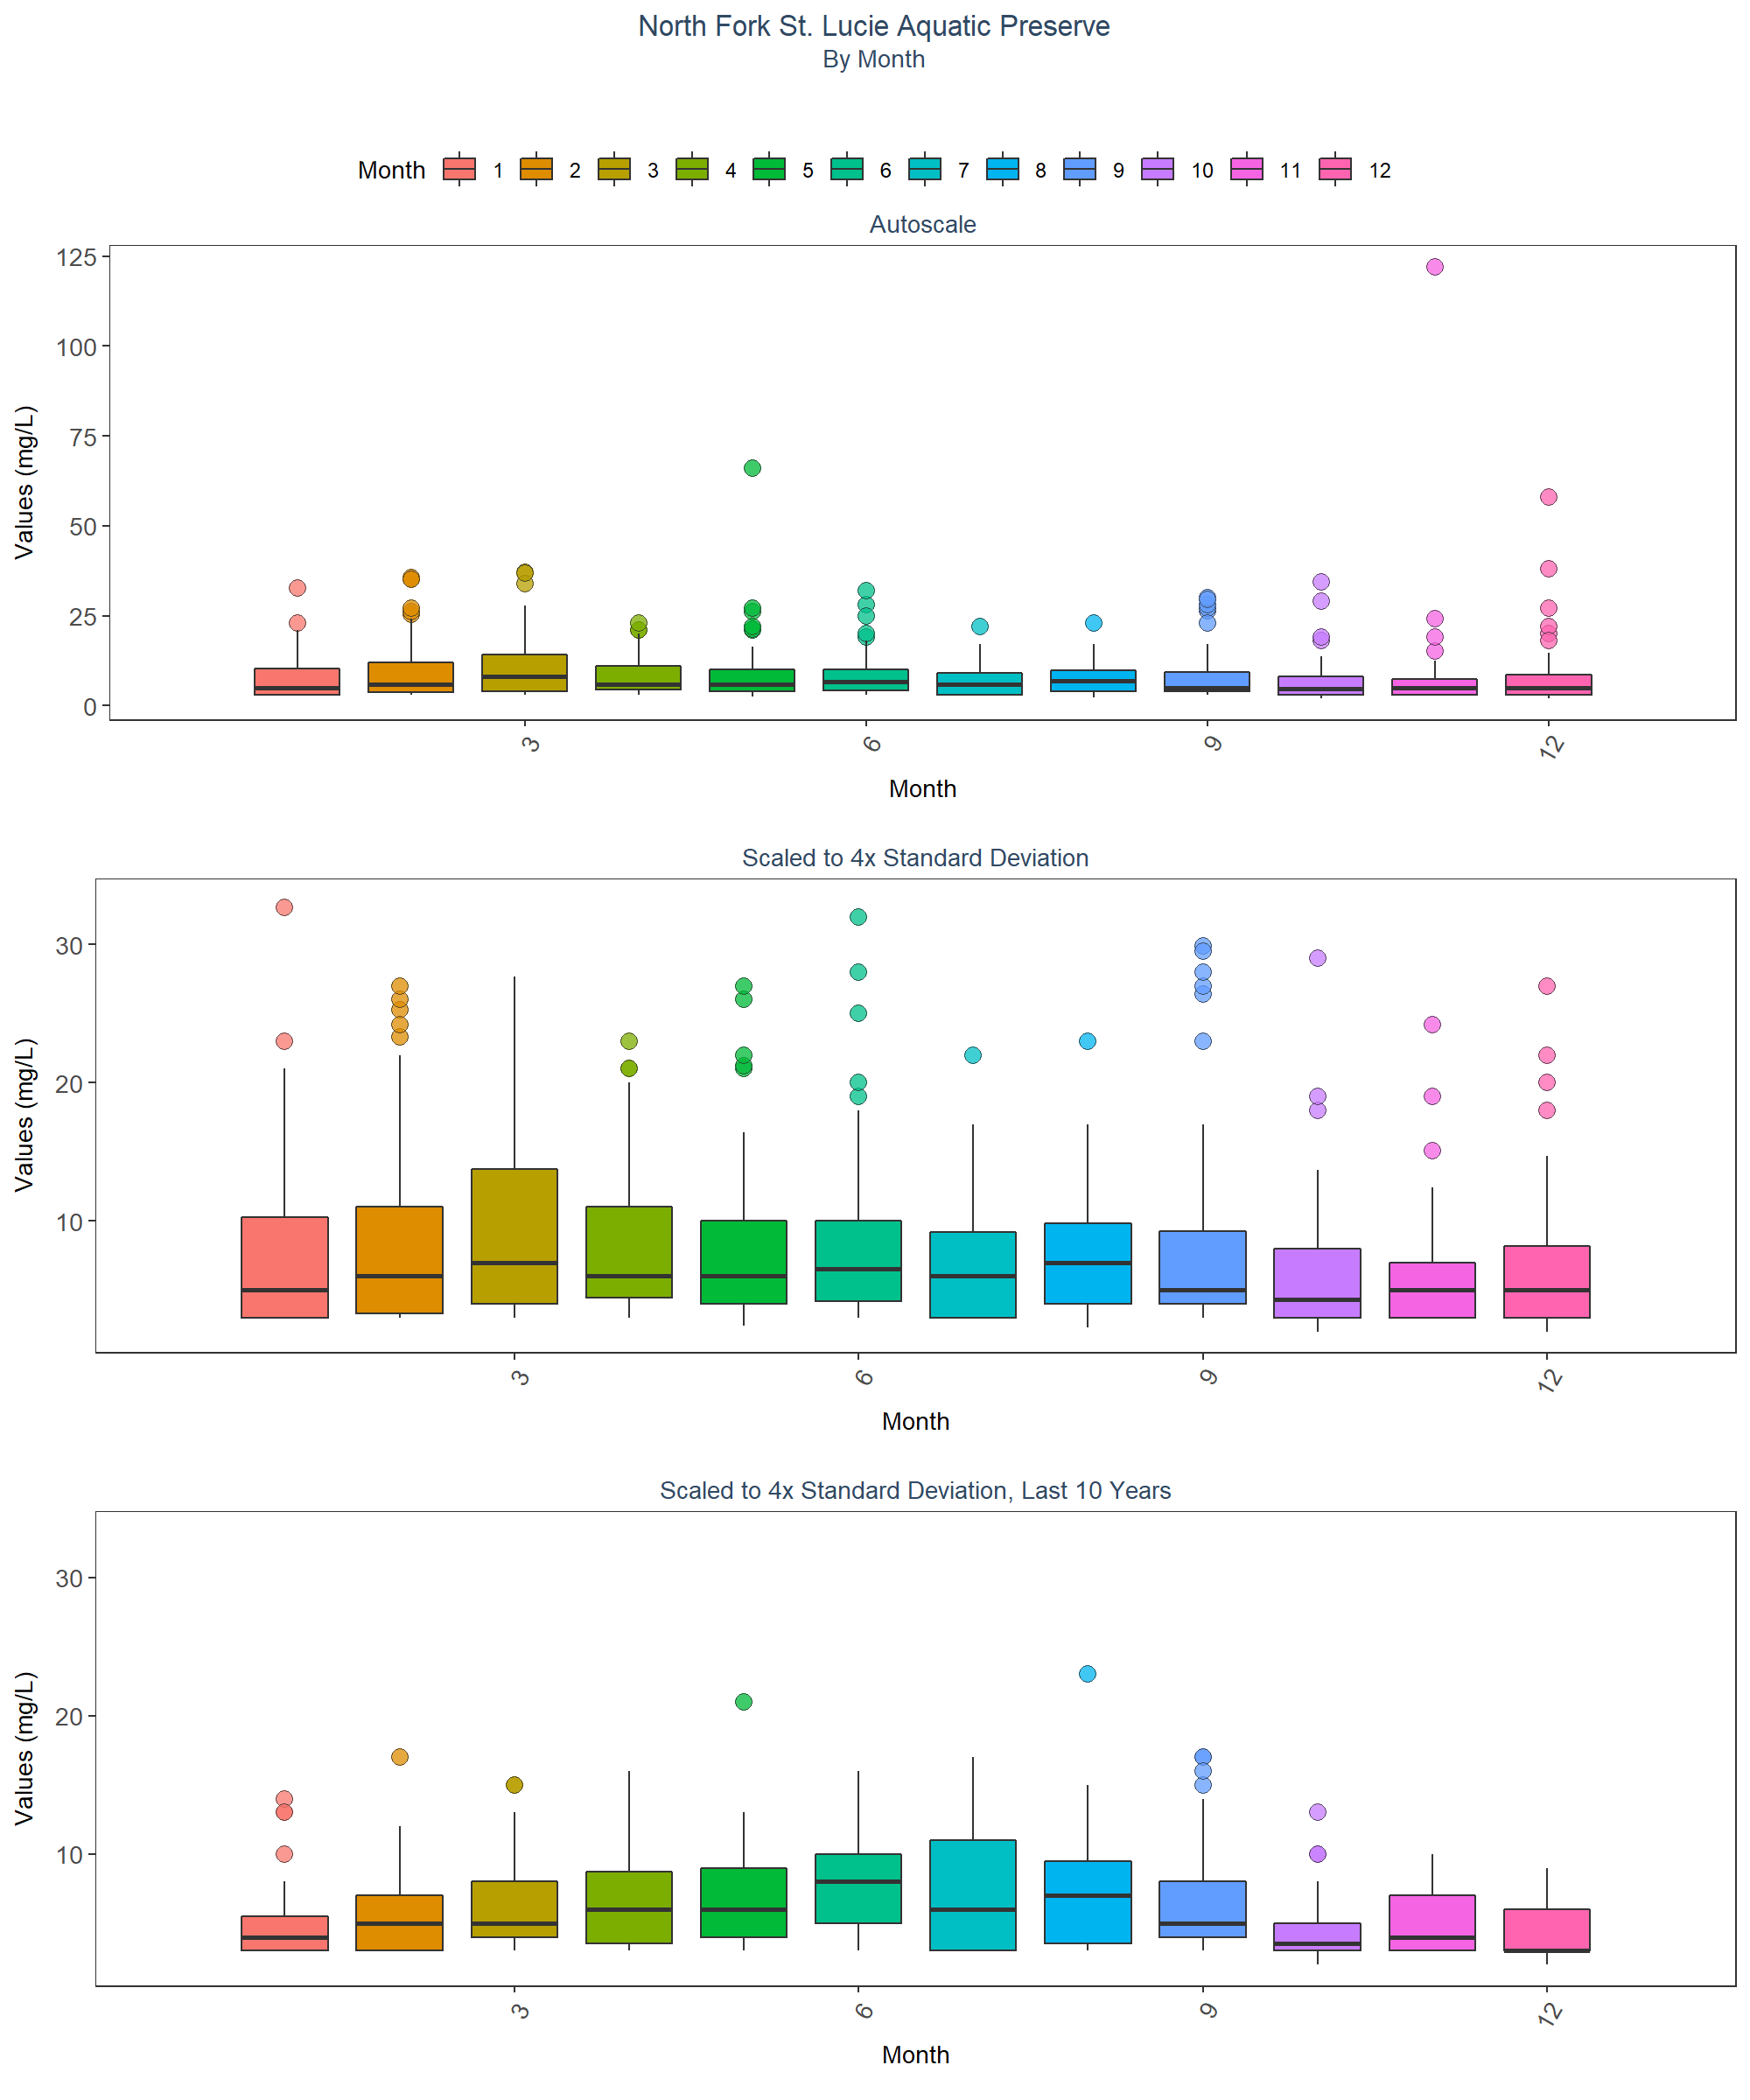 North Fork St. Lucie Aquatic Preserve
By Month
Month 1 2 3 4 5 6 7 8 9 10 11 12
Autoscale
Values (mg/L)
125
100
75
50
25
0
3 6 9 12
Month
Scaled to 4x Standard Deviation
Values (mg/L)
30
20
10
3 6 9 12
Month
Scaled to 4x Standard Deviation, Last 10 Years
Values (mg/L)
30
20
10
3 6 9 12
Month